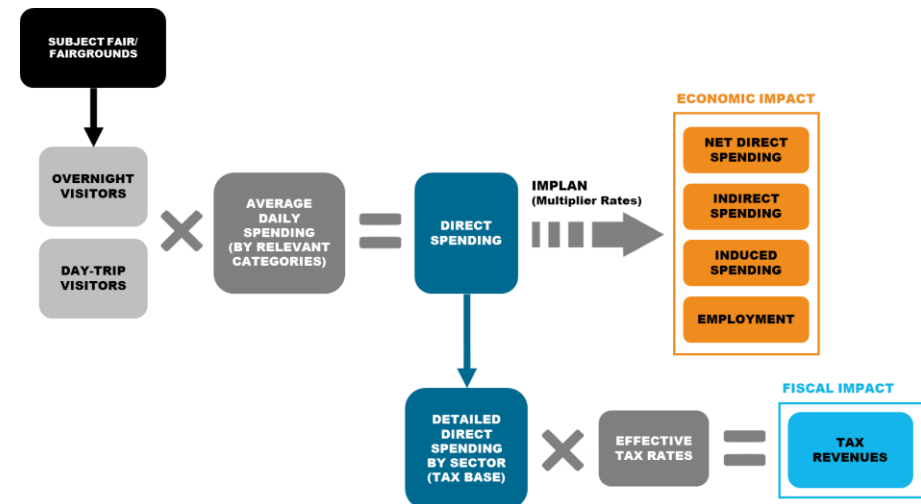 SUBJECT FAIR/
FAIRGROUNDS
OVERNIGHT
VISITORS
DAY-TRIP
VISITORS
AVERAGE
DAILY
SPENDING
(BY RELEVANT
CATEGORIES)
DIRECT
SPENDING
IMPLAN
(Multiplier Rates)
ECONOMIC IMPACT
NET DIRECT
SPENDING
INDIRECT
SPENDING
INDUCED
SPENDING
EMPLOYMENT
DETAILED
DIRECT
SPENDING
BY SECTOR
(TAX BASE)
EFFECTIVE
TAX RATES
FISCAL IMPACT
TAX
REVENUES